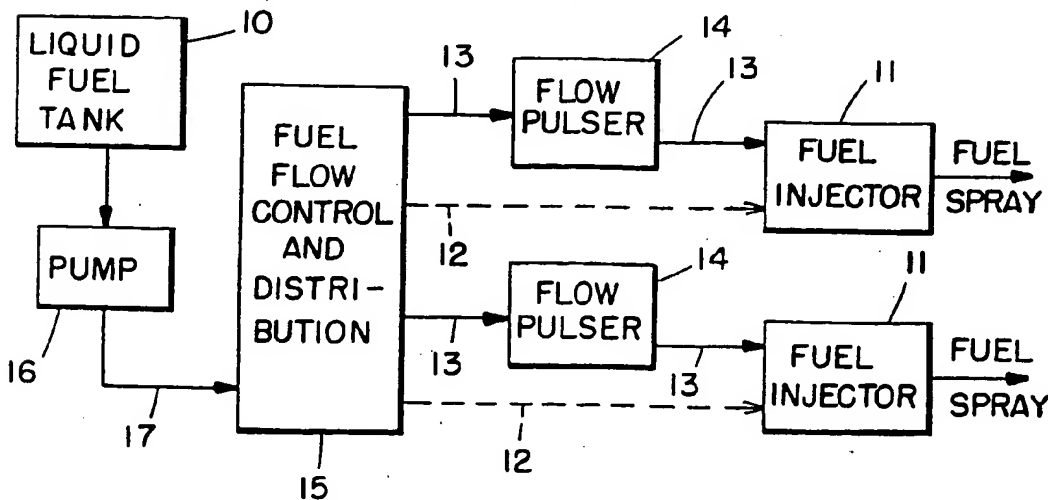 10
LIQUID
FUEL
TANK
PUMP
16
17
FUEL
FLOW
CONTROL
AND
DISTRI-
BUTION
15
13
14
FLOW
PULSER
13
11
FUEL
INJECTOR
FUEL
SPRAY
12
14
FLOW
PULSER
13
13
11
FUEL
INJECTOR
FUEL
SPRAY
12